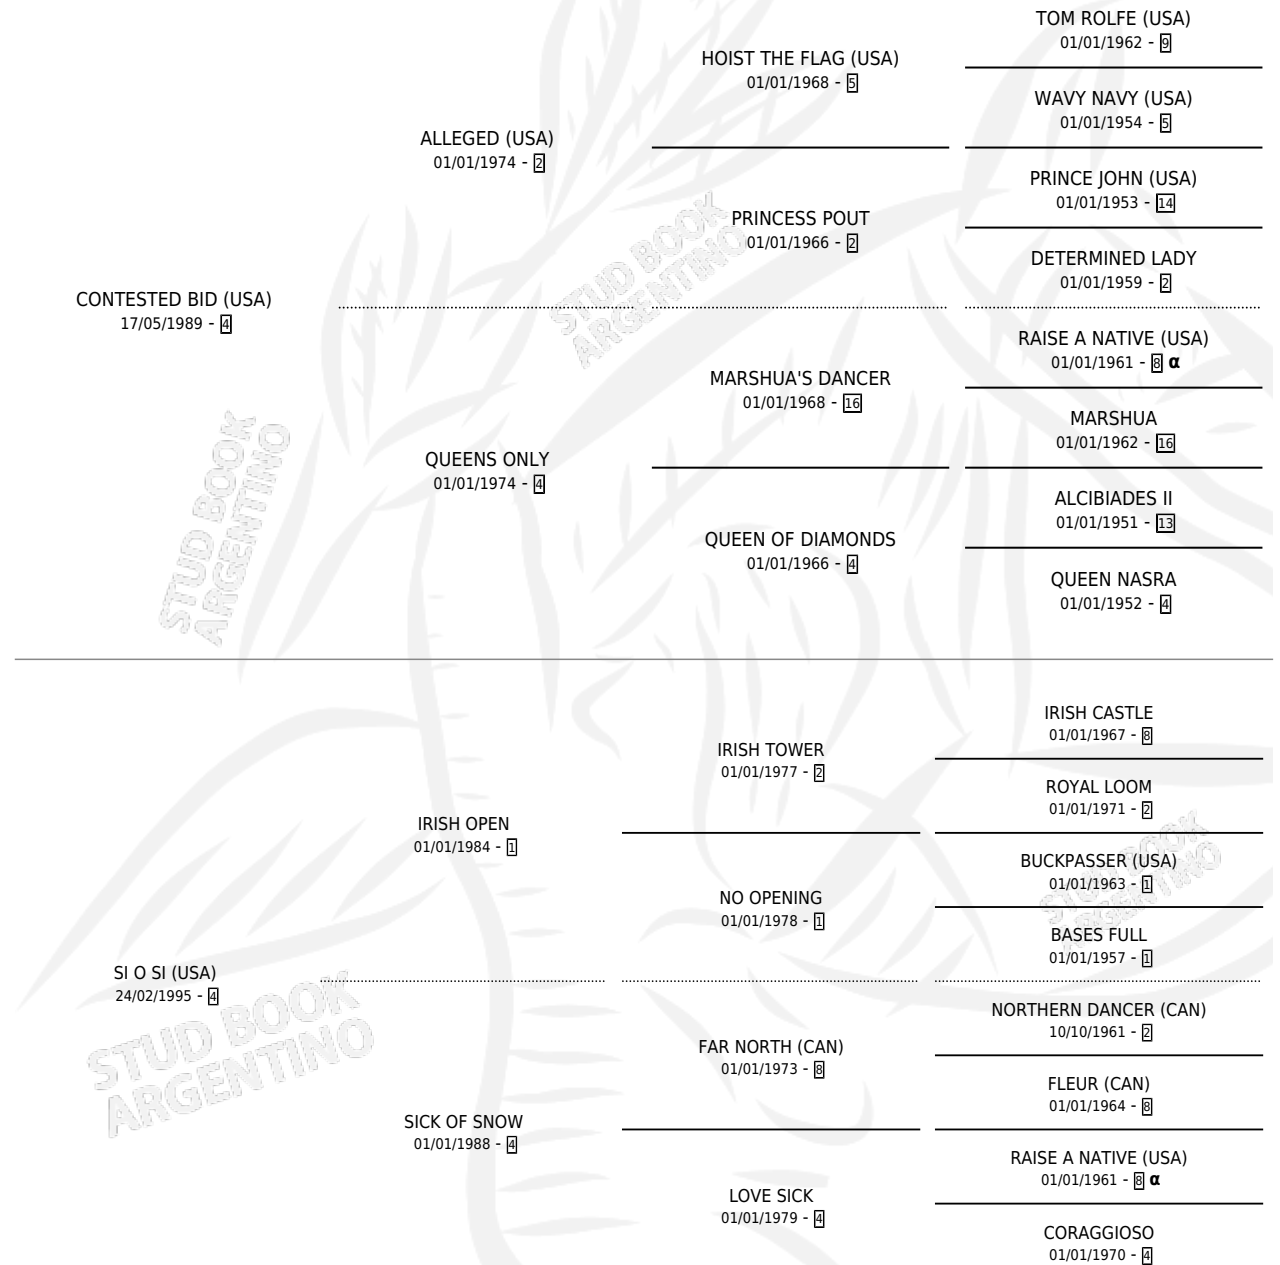 TOM ROLFE (USA)
01/01/1962 - 9
HOIST THE FLAG (USA)
01/01/1968 - 5
WAVY NAVY (USA)
01/01/1954 - 5
ALLEGED (USA)
01/01/1974 - 2
PRINCE JOHN (USA)
01/01/1953 - 14
PRINCESS POUT
01/01/1966 - 2
DETERMINED LADY
01/01/1959 - 2
CONTESTED BID (USA)
17/05/1989 - 4
RAISE A NATIVE (USA)
01/01/1961 - 8 α
MARSHUA'S DANCER
01/01/1968 - 16
MARSHUA
01/01/1962 - 16
QUEENS ONLY
01/01/1974 - 4
ALCIBIADES II
01/01/1951 - 13
QUEEN OF DIAMONDS
01/01/1966 - 4
QUEEN NASRA
01/01/1952 - 4
IRISH CASTLE
01/01/1967 - 8
IRISH TOWER
01/01/1977 - 2
ROYAL LOOM
01/01/1971 - 2
IRISH OPEN
01/01/1984 - 1
BUCKPASSER (USA)
01/01/1963 - 1
NO OPENING
01/01/1978 - 1
BASES FULL
01/01/1957 - 1
SI O SI (USA)
24/02/1995 - 4
NORTHERN DANCER (CAN)
10/10/1961 - 2
FAR NORTH (CAN)
01/01/1973 - 8
FLEUR (CAN)
01/01/1964 - 8
SICK OF SNOW
01/01/1988 - 4
RAISE A NATIVE (USA)
01/01/1961 - 8 α
LOVE SICK
01/01/1979 - 4
CORAGGIOSO
01/01/1970 - 4
STUD BOOK
ARGENTINO
STUD BOOK
ARGENTINO
STUD BOOK
ARGENTINO
STUD BOOK
ARGENTINO